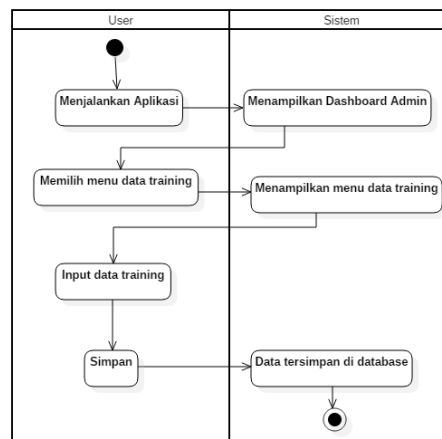 User
Sistem
Menjalankan Aplikasi
Menampilkan Dashboard Admin
Memilih menu data training
Menampilkan menu data training
Input data training
Simpan
Data tersimpan di database